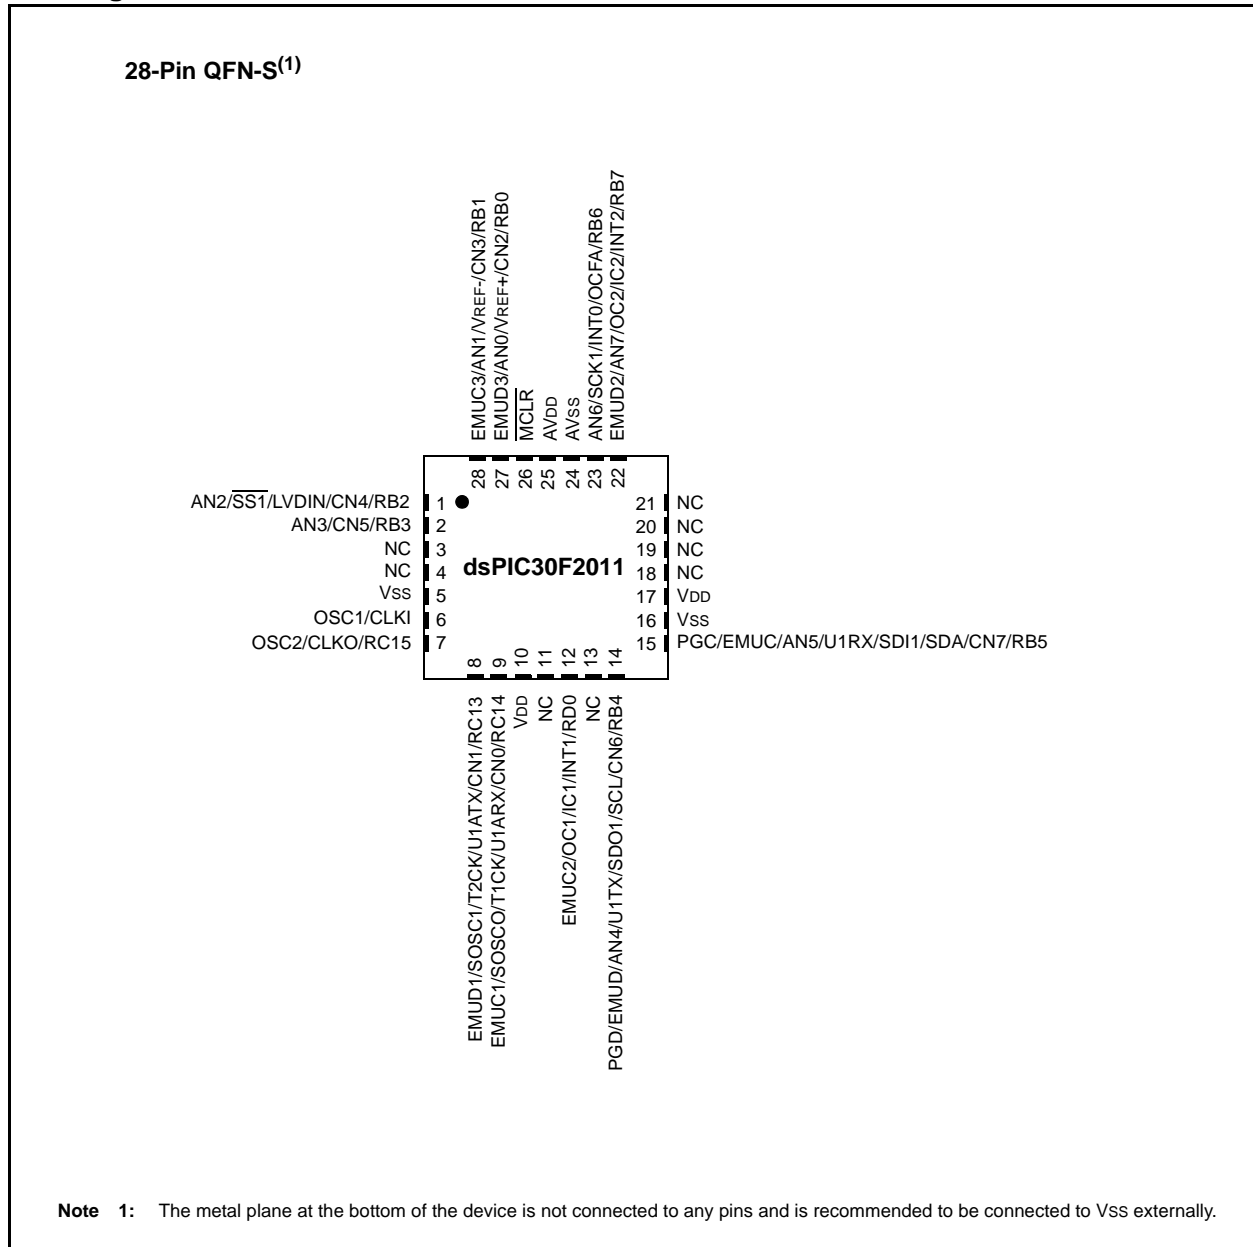 28-Pin QFN-S(1)
EMUC3/AN1/VREF-/CN3/RB1
EMUD3/AN0/VREF+/CN2/RB0
MCLR
AVDD
AVSS
AN6/SCK1/INT0/OCFA/RB6
EMUD2/AN7/OC2/IC2/INT2/RB7
28 27 26 25 24 23 22
AN2/SS1/LVDIN/CN4/RB2 1 21 NC
AN3/CN5/RB3 2 20 NC
NC 3 19 NC
NC 4 dsPIC30F2011 18 NC
VSS 5 17 VDD
OSC1/CLKI 6 16 VSS
OSC2/CLKO/RC15 7 15 PGC/EMUC/AN5/U1RX/SDI1/SDA/CN7/RB5
8 9 10 11 12 13 14
EMUD1/SOSC1/T2CK/U1ATX/CN1/RC13
EMUC1/SOSCO/T1CK/U1ARX/CN0/RC14
VDD
NC
EMUC2/OC1/IC1/INT1/RD0
NC
PGD/EMUD/AN4/U1TX/SDO1/SCL/CN6/RB4
Note 1: The metal plane at the bottom of the device is not connected to any pins and is recommended to be connected to VSS externally.